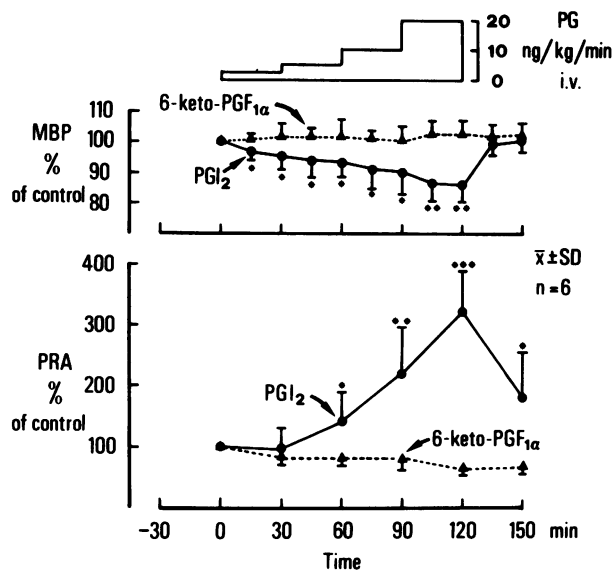 20 PG
10 ng/kg/min
0 i.v.
110
100
90
80
MBP
%
of control
6-keto-PGF1α
PGI2
400
300
200
100
PRA
%
of control
x̄±SD
n=6
PGI2
6-keto-PGF1α
−30 0 30 60 90 120 150 min
Time